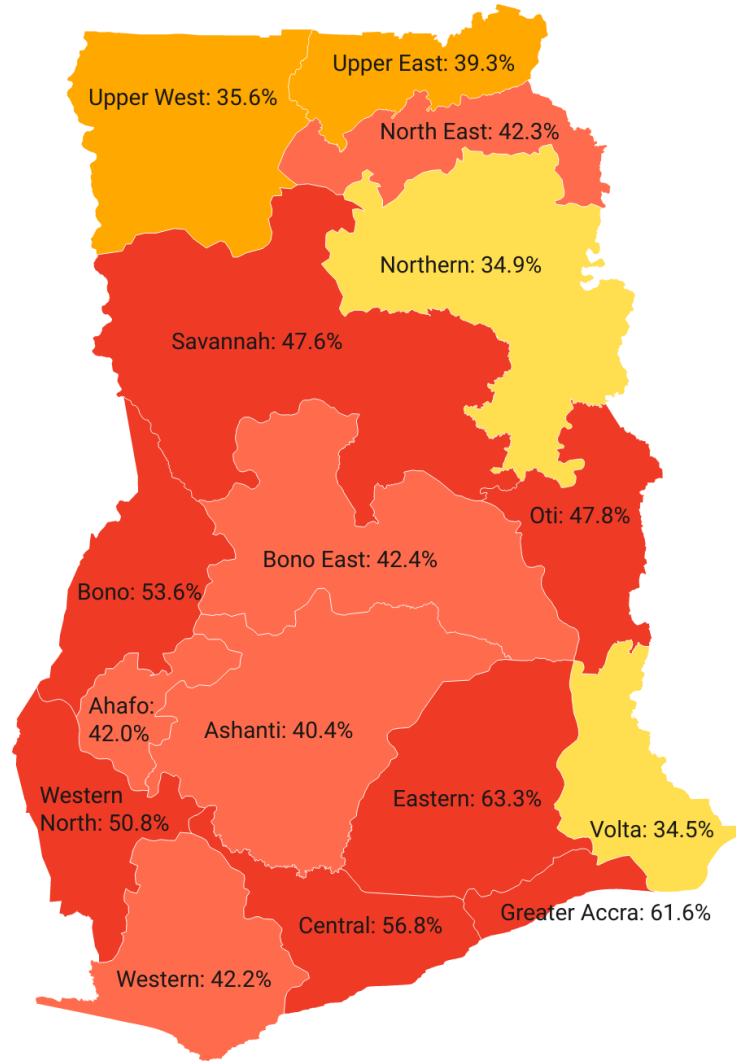 Upper East: 39.3%
Upper West: 35.6%
North East: 42.3%
Northern: 34.9%
Savannah: 47.6%
Oti: 47.8%
Bono East: 42.4%
Bono: 53.6%
Ahafo:
42.0%
Ashanti: 40.4%
Western
North: 50.8%
Eastern: 63.3%
Volta: 34.5%
Greater Accra: 61.6%
Central: 56.8%
Western: 42.2%